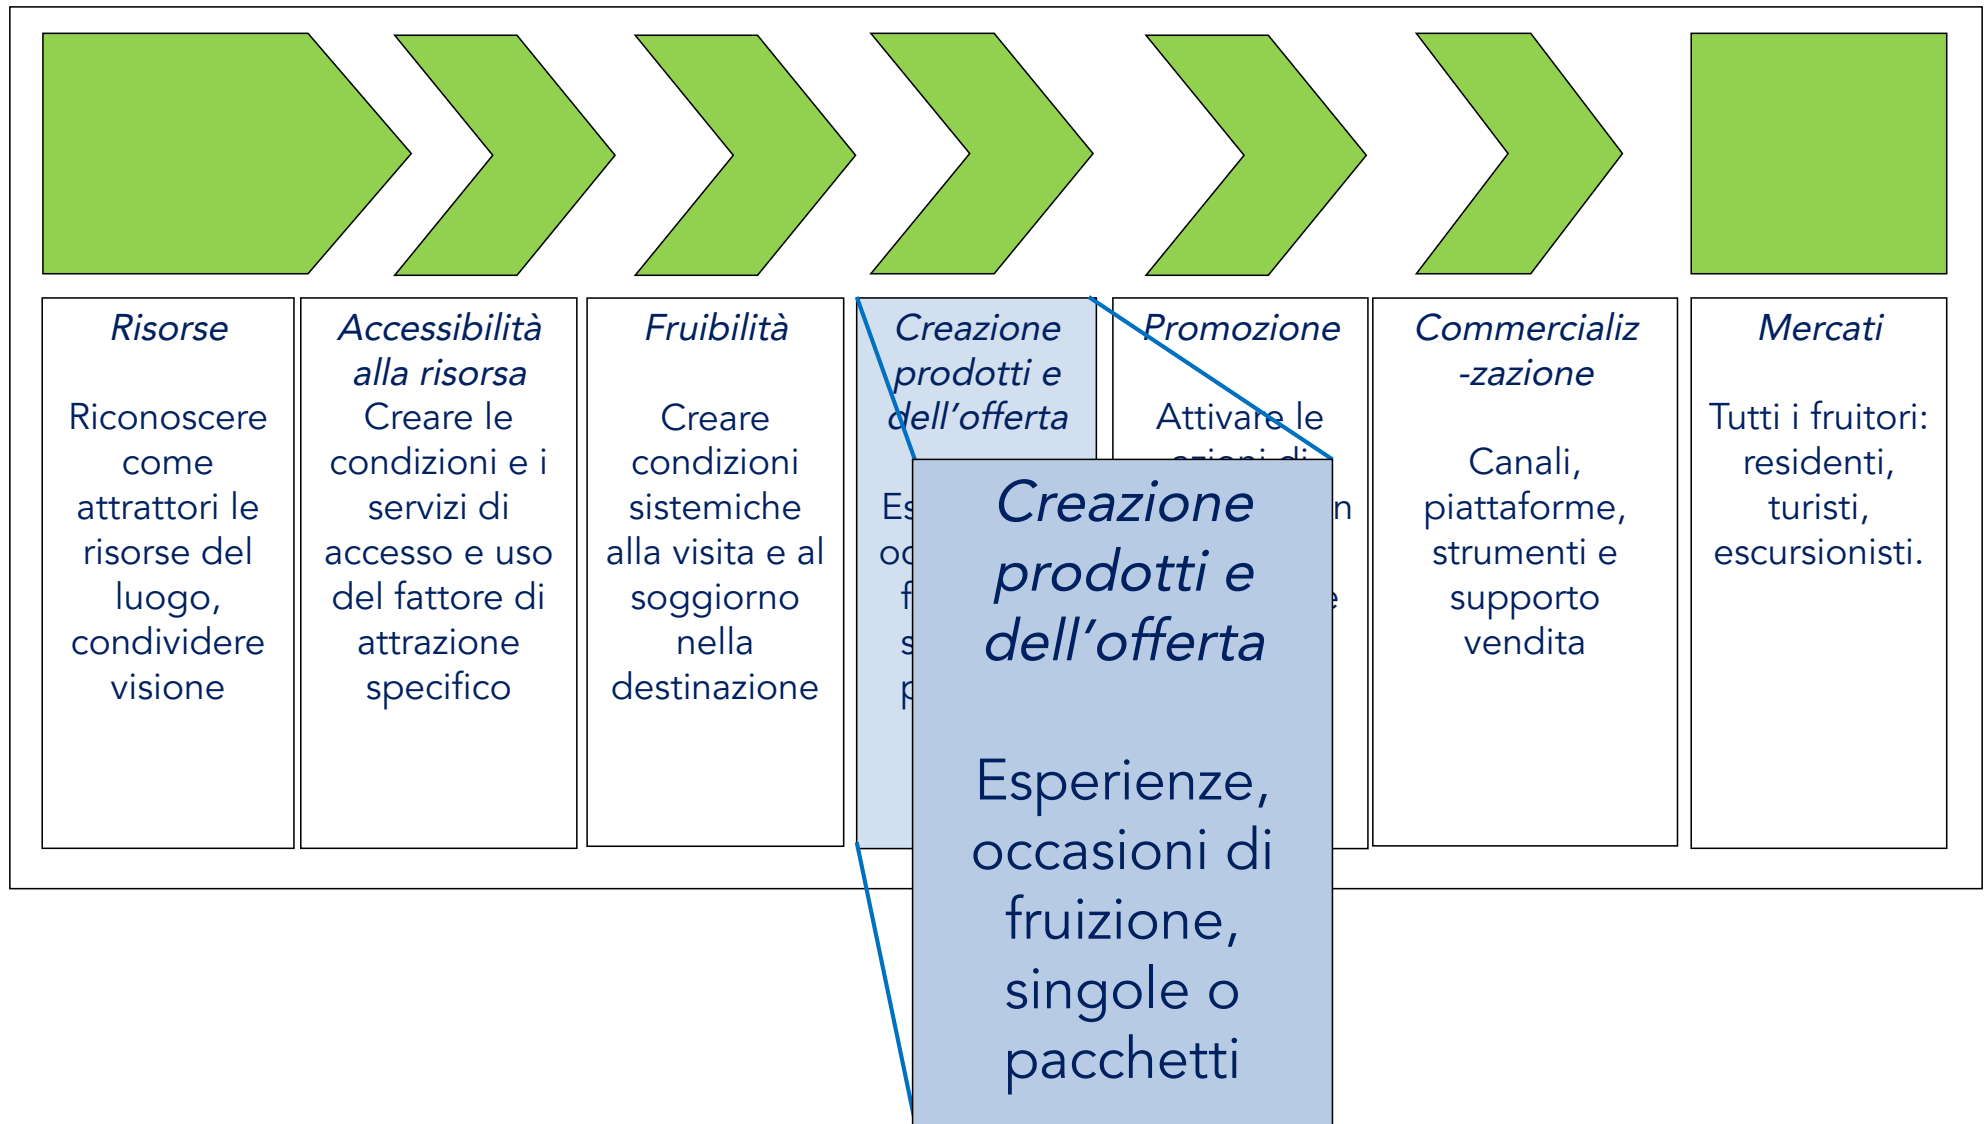 Risorse
Riconoscere
come
attrattori le
risorse del
luogo,
condividere
visione
Accessibilità
alla risorsa
Creare le
condizioni e i
servizi di
accesso e uso
del fattore di
attrazione
specifico
Fruibilità
Creare
condizioni
sistemiche
alla visita e al
soggiorno
nella
destinazione
Creazione
prodotti e
dell’offerta
Creazione
prodotti e
dell’offerta
Esperienze,
occasioni di
fruizione,
singole o
pacchetti
Promozione
Attivare le
azioni di
Commercializ
-zazione
Canali,
piattaforme,
strumenti e
supporto
vendita
Mercati
Tutti i fruitori:
residenti,
turisti,
escursionisti.